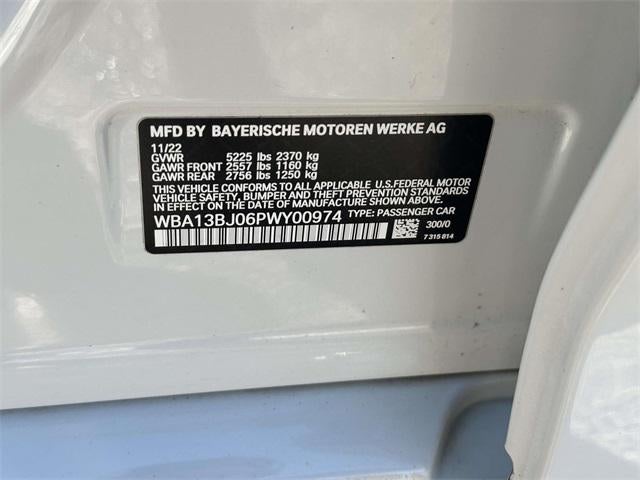 MFD BY BAYERISCHE MOTOREN WERKE AG
11/22
GVWR 5225 lbs 2370 kg
GAWR FRONT 2557 lbs 1160 kg
GAWR REAR 2756 lbs 1250 kg
THIS VEHICLE CONFORMS TO ALL APPLICABLE U.S.FEDERAL MOTOR
VEHICLE SAFETY, BUMPER, AND THEFT PREVENTION STANDARDS
IN EFFECT ON THE DATE OF MANUFACTURE SHOWN ABOVE.
WBA13BJ06PWY00974 TYPE: PASSENGER CAR
300/0
7 315 814